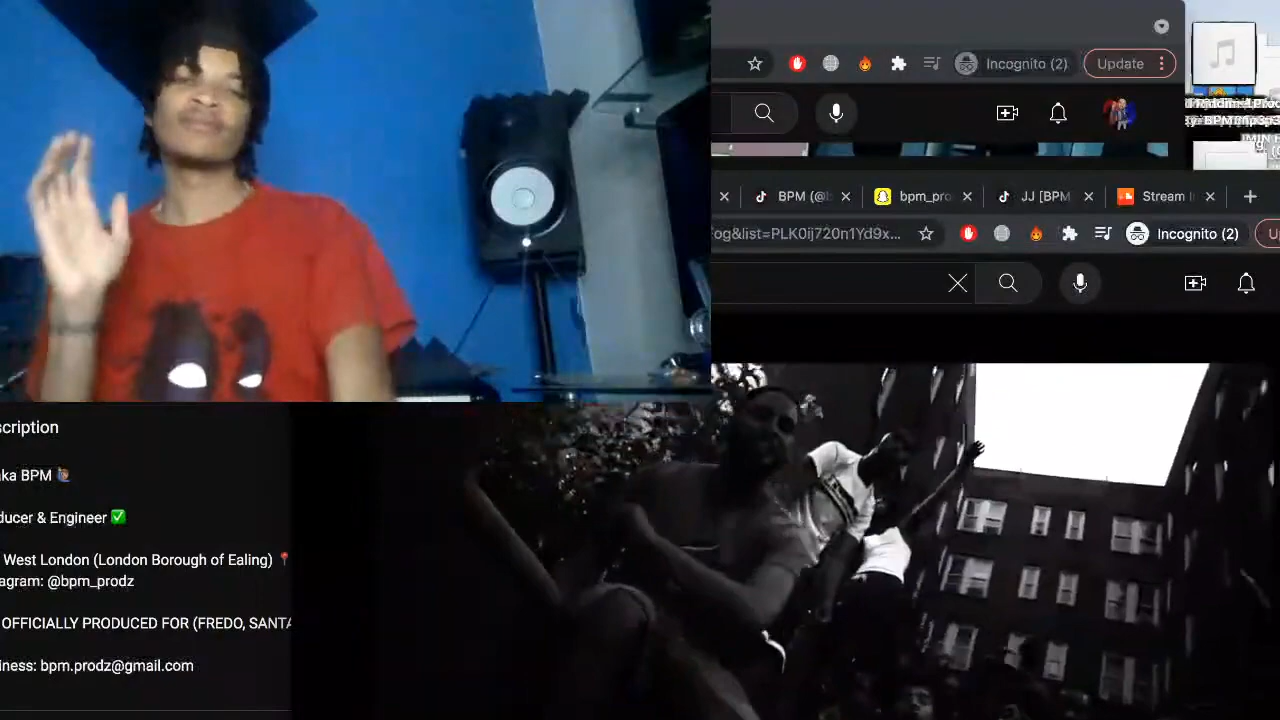 Incognito (2)
Update
BPM (@b
bpm_pro
JJ [BPM
Stream I
og&list=PLK0ij720n1Yd9x...
Incognito (2)
scription
aka BPM
ducer & Engineer ✅
West London (London Borough of Ealing) 📍
agram: @bpm_prodz
OFFICIALLY PRODUCED FOR (FREDO, SANTA
iness: bpm.prodz@gmail.com